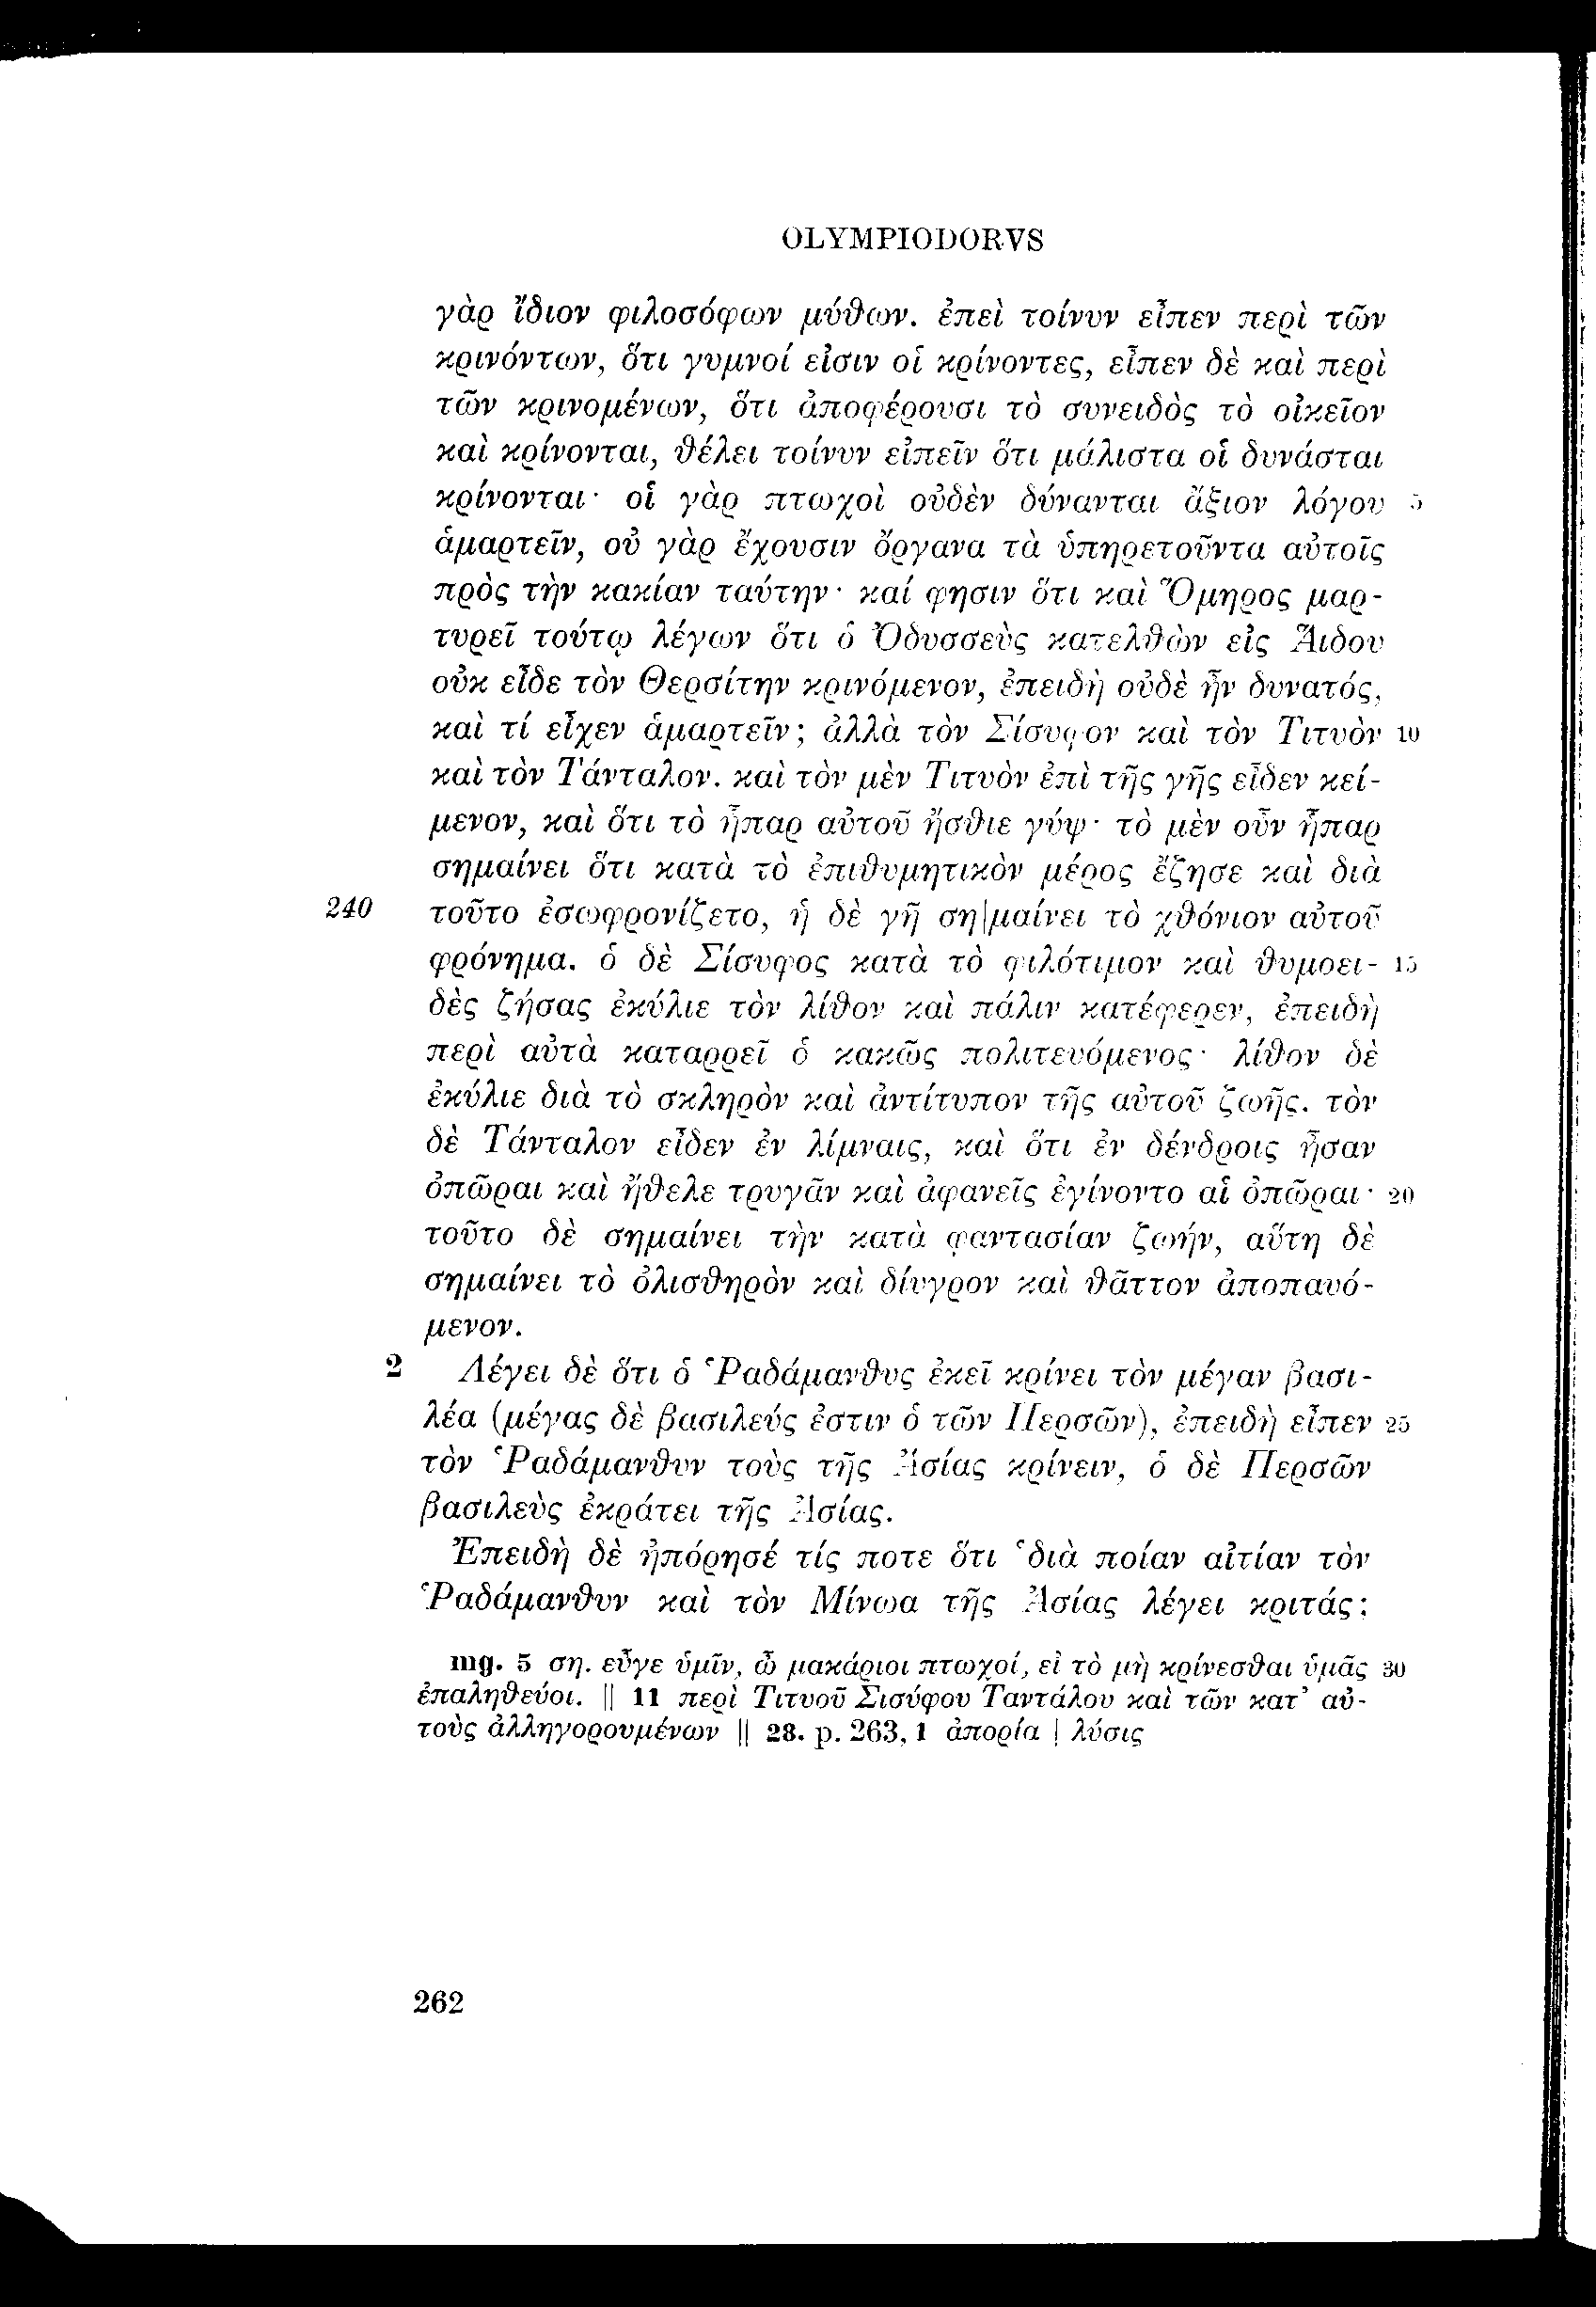 OLYMPIODORVS
γὰρ ἴδιον φιλοσόφων μύθων. ἐπεὶ τοίνυν εἶπεν περὶ τῶν
κρινόντων, ὅτι γυμνοί εἰσιν οἱ κρίνοντες, εἶπεν δὲ καὶ περὶ
τῶν κρινομένων, ὅτι ἀποφέρουσι τὸ συνειδὸς τὸ οἰκεῖον
καὶ κρίνονται, θέλει τοίνυν εἰπεῖν ὅτι μάλιστα οἱ δυνάσται
κρίνονται· οἱ γὰρ πτωχοὶ οὐδὲν δύνανται ἄξιον λόγου 5
ἁμαρτεῖν, οὐ γὰρ ἔχουσιν ὄργανα τὰ ὑπηρετοῦντα αὐτοῖς
πρὸς τὴν κακίαν ταύτην· καί φησιν ὅτι καὶ Ὅμηρος μαρ-
τυρεῖ τούτῳ λέγων ὅτι ὁ Ὀδυσσεὺς κατελθὼν εἰς Ἅιδου
οὐκ εἶδε τὸν Θερσίτην κρινόμενον, ἐπειδὴ οὐδὲ ἦν δυνατός,
καὶ τί εἶχεν ἁμαρτεῖν; ἀλλὰ τὸν Σίσυφον καὶ τὸν Τιτυὸν 10
καὶ τὸν Τάνταλον. καὶ τὸν μὲν Τιτυὸν ἐπὶ τῆς γῆς εἶδεν κεί-
μενον, καὶ ὅτι τὸ ἧπαρ αὐτοῦ ἤσθιε γύψ· τὸ μὲν οὖν ἧπαρ
σημαίνει ὅτι κατὰ τὸ ἐπιθυμητικὸν μέρος ἔζησε καὶ διὰ
240 τοῦτο ἐσωφρονίζετο, ἡ δὲ γῆ ση|μαίνει τὸ χθόνιον αὐτοῦ
φρόνημα. ὁ δὲ Σίσυφος κατὰ τὸ φιλότιμον καὶ θυμοει- 15
δὲς ζήσας ἐκύλιε τὸν λίθον καὶ πάλιν κατέφερεν, ἐπειδὴ
περὶ αὐτὰ καταρρεῖ ὁ κακῶς πολιτευόμενος· λίθον δὲ
ἐκύλιε διὰ τὸ σκληρὸν καὶ ἀντίτυπον τῆς αὐτοῦ ζωῆς. τὸν
δὲ Τάνταλον εἶδεν ἐν λίμναις, καὶ ὅτι ἐν δένδροις ἦσαν
ὀπῶραι καὶ ἤθελε τρυγᾶν καὶ ἀφανεῖς ἐγίνοντο αἱ ὀπῶραι· 20
τοῦτο δὲ σημαίνει τὴν κατὰ φαντασίαν ζωήν, αὕτη δὲ
σημαίνει τὸ ὀλισθηρὸν καὶ δίυγρον καὶ θᾶττον ἀποπαυό-
μενον.
2 Λέγει δὲ ὅτι ὁ Ῥαδάμανθυς ἐκεῖ κρίνει τὸν μέγαν βασι-
λέα (μέγας δὲ βασιλεύς ἐστιν ὁ τῶν Περσῶν), ἐπειδὴ εἶπεν 25
τὸν Ῥαδάμανθυν τοὺς τῆς Ἀσίας κρίνειν, ὁ δὲ Περσῶν
βασιλεὺς ἐκράτει τῆς Ἀσίας.
Ἐπειδὴ δὲ ἠπόρησέ τίς ποτε ὅτι ‘διὰ ποίαν αἰτίαν τὸν
Ῥαδάμανθυν καὶ τὸν Μίνωα τῆς Ἀσίας λέγει κριτάς;
mg. 5 ση. εὖγε ὑμῖν, ὦ μακάριοι πτωχοί, εἰ τὸ μὴ κρίνεσθαι ὑμᾶς 30
ἐπαληθεύοι. || 11 περὶ Τιτυοῦ Σισύφου Ταντάλου καὶ τῶν κατ’ αὐ-
τοὺς ἀλληγορουμένων || 28. p. 263, 1 ἀπορία | λύσις
262